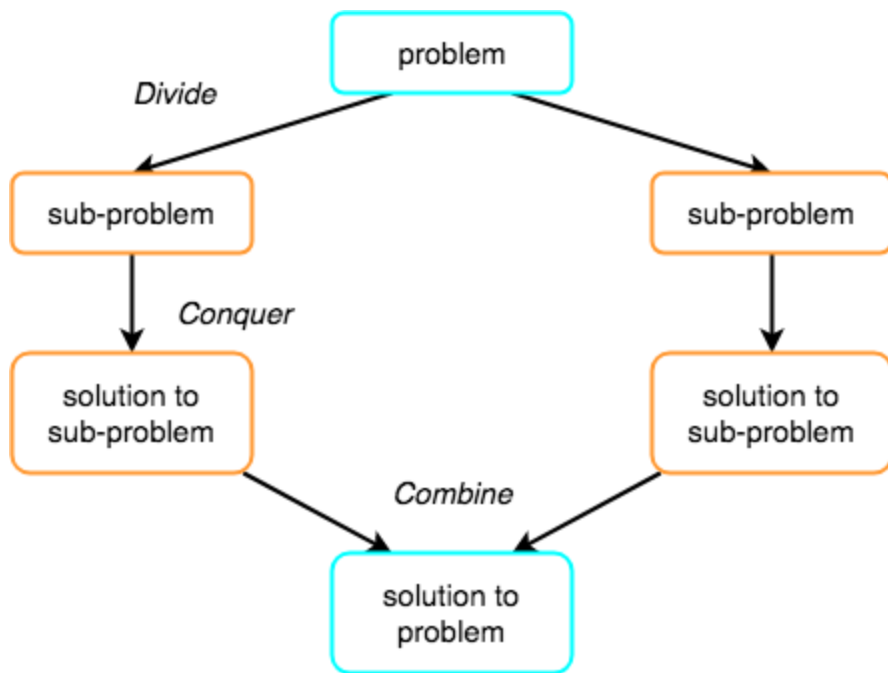 problem
Divide
sub-problem
sub-problem
Conquer
solution to
sub-problem
solution to
sub-problem
Combine
solution to
problem